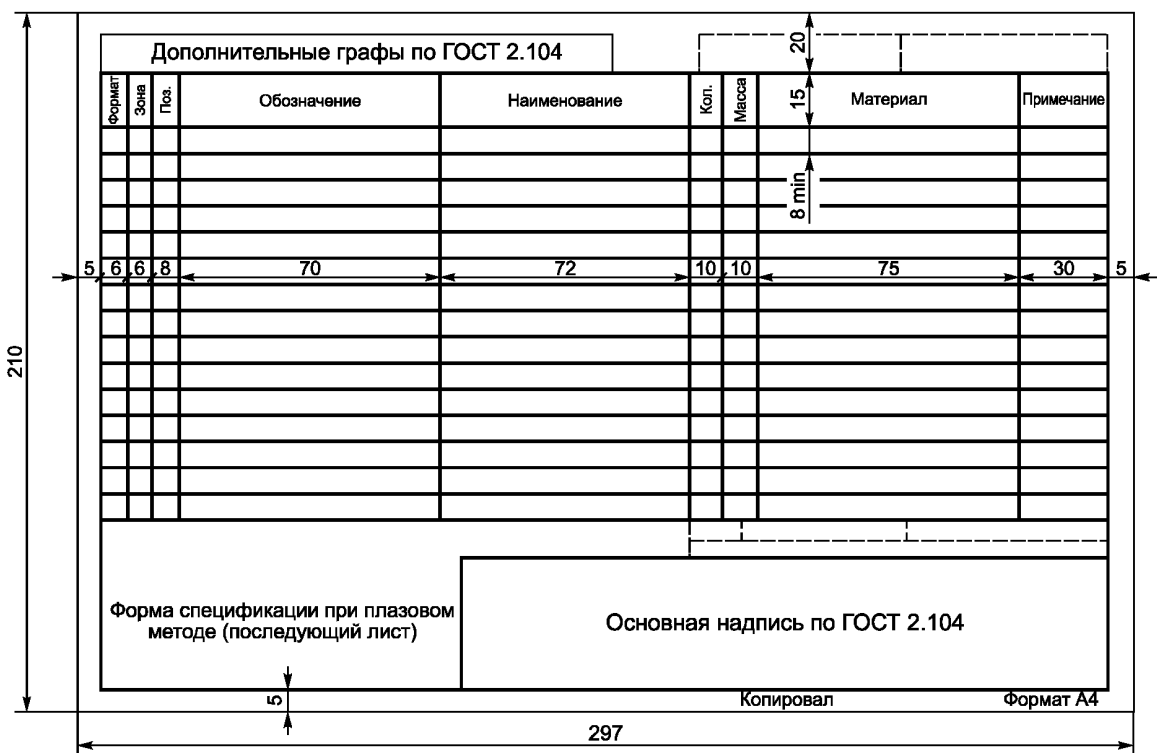 Дополнительные графы по ГОСТ 2.104
20
Формат
Зона
Поз.
Обозначение
Наименование
Кол.
Масса
15
Материал
Примечание
8 min
5 6 6 8 70 72 10 10 75 30 5
210
Форма спецификации при плазовом
методе (последующий лист)
Основная надпись по ГОСТ 2.104
5
Копировал
Формат А4
297